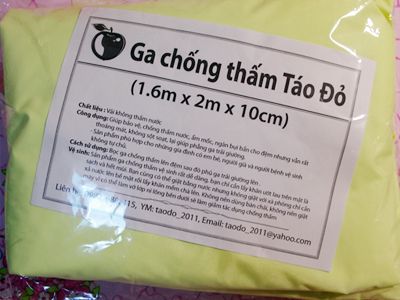 Ga chống thấm Táo Đỏ
(1.6m x 2m x 10cm)
Chất liệu : Vải không thấm nước
Công dụng: Giúp bảo vệ, chống thấm nước, ẩm mốc, ngăn bụi bẩn cho đệm nhưng vẫn rất
thoáng mát, không sột soạt, lại giúp phẳng ga trải giường.
- Sản phẩm phù hợp cho những gia đình có em bé, người già và người bệnh vệ sinh
không tự chủ.
Cách sử dụng: Bọc ga chống thấm lên đệm sau đó phủ ga trải giường lên
Vệ sinh: Sản phẩm ga chống thấm vệ sinh rất dễ dàng, bạn chỉ cần lấy khăn ướt lau trên mặt là
sạch và hết mùi. Bạn cũng có thể giặt bằng nước nhưng không giặt với xà phòng chỉ cần
xả nước lên bề mặt rồi lấy khăn mềm chà lên. Không nên dùng bàn chải, không nên giặt
máy vì có thể làm vỡ lớp ni lông bên dưới sẽ làm giảm tác dụng chống thấm
Liên 115, YM: taodo_2011, Email: taodo_2011@yahoo.com